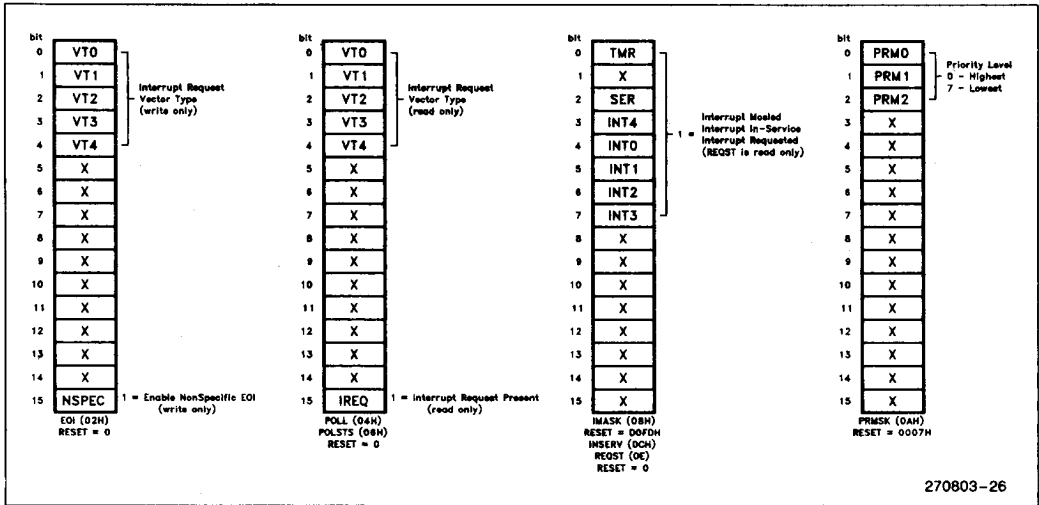 bit
0 VT0
1 VT1
2 VT2
3 VT3
4 VT4
5 X
6 X
7 X
8 X
9 X
10 X
11 X
12 X
13 X
14 X
15 NSPEC
Interrupt Request
Vector Type
(write only)
1 = Enable NonSpecific EOI
(write only)
EOI (02H)
RESET = 0
bit
0 VT0
1 VT1
2 VT2
3 VT3
4 VT4
5 X
6 X
7 X
8 X
9 X
10 X
11 X
12 X
13 X
14 X
15 IREQ
Interrupt Request
Vector Type
(read only)
1 = Interrupt Request Present
(read only)
POLL (04H)
POLSTS (08H)
RESET = 0
bit
0 TMR
1 X
2 SER
3 INT4
4 INT0
5 INT1
6 INT2
7 INT3
8 X
9 X
10 X
11 X
12 X
13 X
14 X
15 X
1 =
Interrupt
Interrupt In-Service
Interrupt Requested
(REQST is read only)
IMASK (08H)
RESET = 00FDH
INSERV (0CH)
REQST (0E)
RESET = 0
bit
0 PRM0
1 PRM1
2 PRM2
3 X
4 X
5 X
6 X
7 X
8 X
9 X
10 X
11 X
12 X
13 X
14 X
15 X
Priority Level
0 - Highest
7 - Lowest
PRMSK (0AH)
RESET = 0007H
270803-26